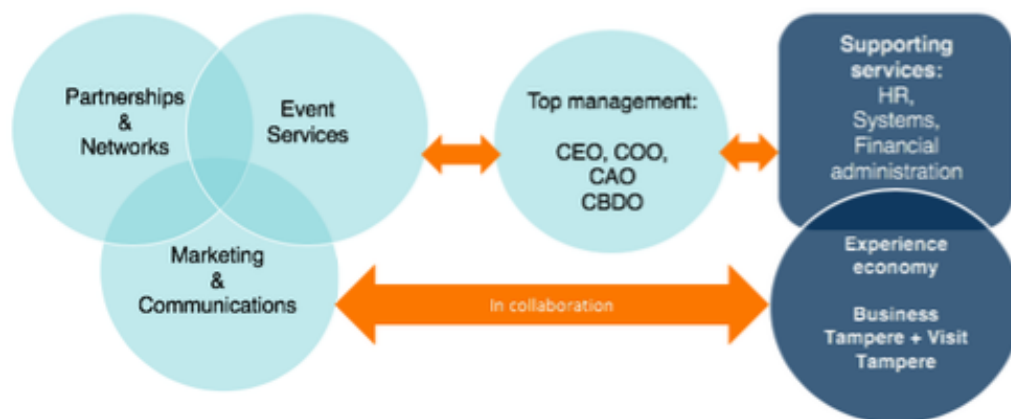 Partnerships
&
Networks
Event
Services
Marketing
&
Communications
Top management:
CEO, COO,
CAO
CBDO
Supporting
services:
HR,
Systems,
Financial
administration
In collaboration
Experience
economy
Business
Tampere + Visit
Tampere